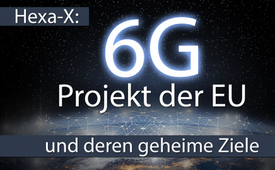 Hexa-X:
6G
Projekt der EU
und deren geheime Ziele